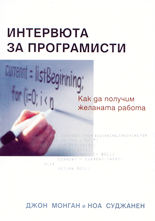 ИНТЕРВЮТА
ЗА ПРОГРАМИСТИ
current = listBeginning;
for (i=0; i< n
Как да получим
желаната работа
ДЖОН МОНГАН и НОА СУДЖАНЕН